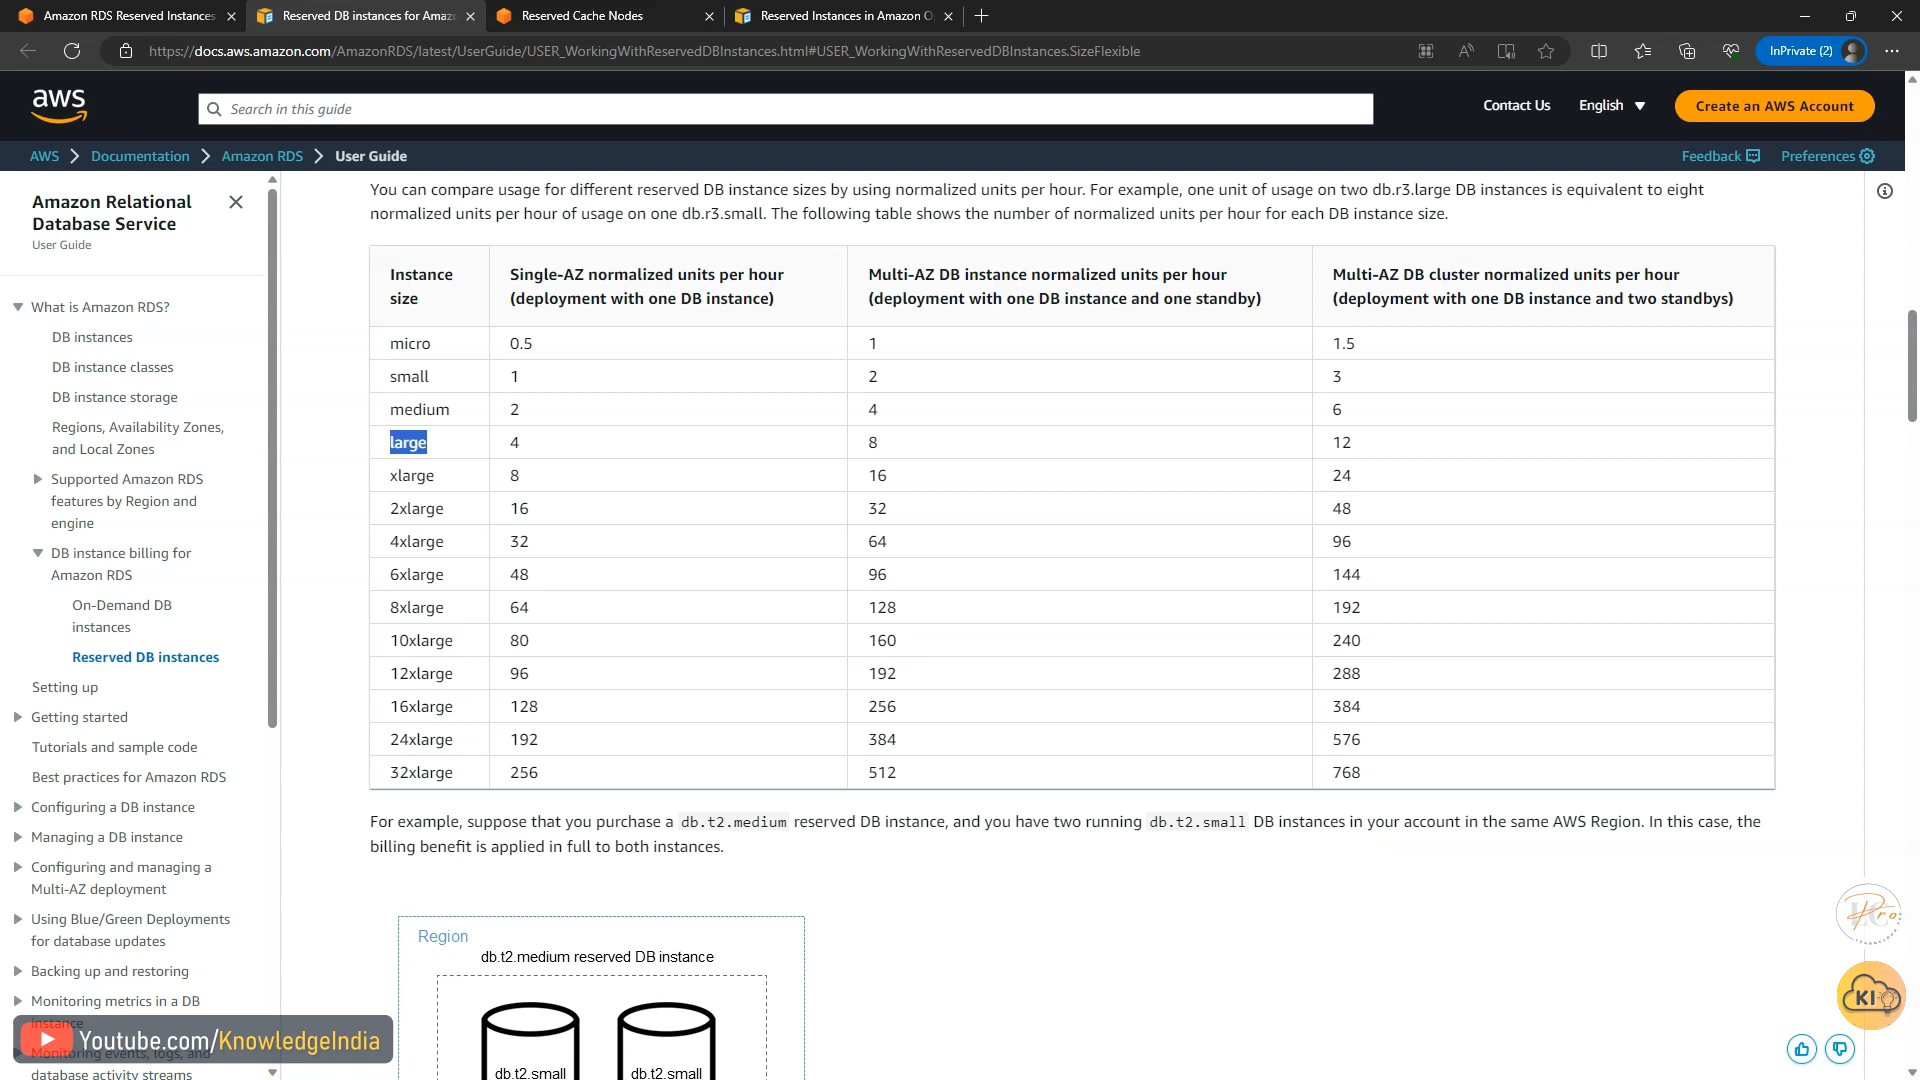 Amazon RDS Reserved Instances
Reserved DB instances for Amaz
Reserved Cache Nodes
Reserved Instances in Amazon O
https://docs.aws.amazon.com/AmazonRDS/latest/UserGuide/USER_WorkingWithReservedDBInstances.html#USER_WorkingWithReservedDBInstances.SizeFlexible
InPrivate (2)
aws
Search in this guide
Contact Us
English
Create an AWS Account
AWS > Documentation > Amazon RDS > User Guide
Feedback
Preferences
Amazon Relational
Database Service
User Guide
What is Amazon RDS?
DB instances
DB instance classes
DB instance storage
Regions, Availability Zones,
and Local Zones
Supported Amazon RDS
features by Region and
engine
DB instance billing for
Amazon RDS
On-Demand DB
instances
Reserved DB instances
Setting up
Getting started
Tutorials and sample code
Best practices for Amazon RDS
Configuring a DB instance
Managing a DB instance
Configuring and managing a
Multi-AZ deployment
Using Blue/Green Deployments
for database updates
Backing up and restoring
Monitoring metrics in a DB
instance
Monitoring events, logs, and
database activity streams
You can compare usage for different reserved DB instance sizes by using normalized units per hour. For example, one unit of usage on two db.r3.large DB instances is equivalent to eight
normalized units per hour of usage on one db.r3.small. The following table shows the number of normalized units per hour for each DB instance size.
Instance size | Single-AZ normalized units per hour (deployment with one DB instance) | Multi-AZ DB instance normalized units per hour (deployment with one DB instance and one standby) | Multi-AZ DB cluster normalized units per hour (deployment with one DB instance and two standbys)
micro 0.5 1 1.5
small 1 2 3
medium 2 4 6
large 4 8 12
xlarge 8 16 24
2xlarge 16 32 48
4xlarge 32 64 96
6xlarge 48 96 144
8xlarge 64 128 192
10xlarge 80 160 240
12xlarge 96 192 288
16xlarge 128 256 384
24xlarge 192 384 576
32xlarge 256 512 768
For example, suppose that you purchase a db.t2.medium reserved DB instance, and you have two running db.t2.small DB instances in your account in the same AWS Region. In this case, the
billing benefit is applied in full to both instances.
Region
db.t2.medium reserved DB instance
db.t2.small db.t2.small
Pro
KI
Youtube.com/KnowledgeIndia